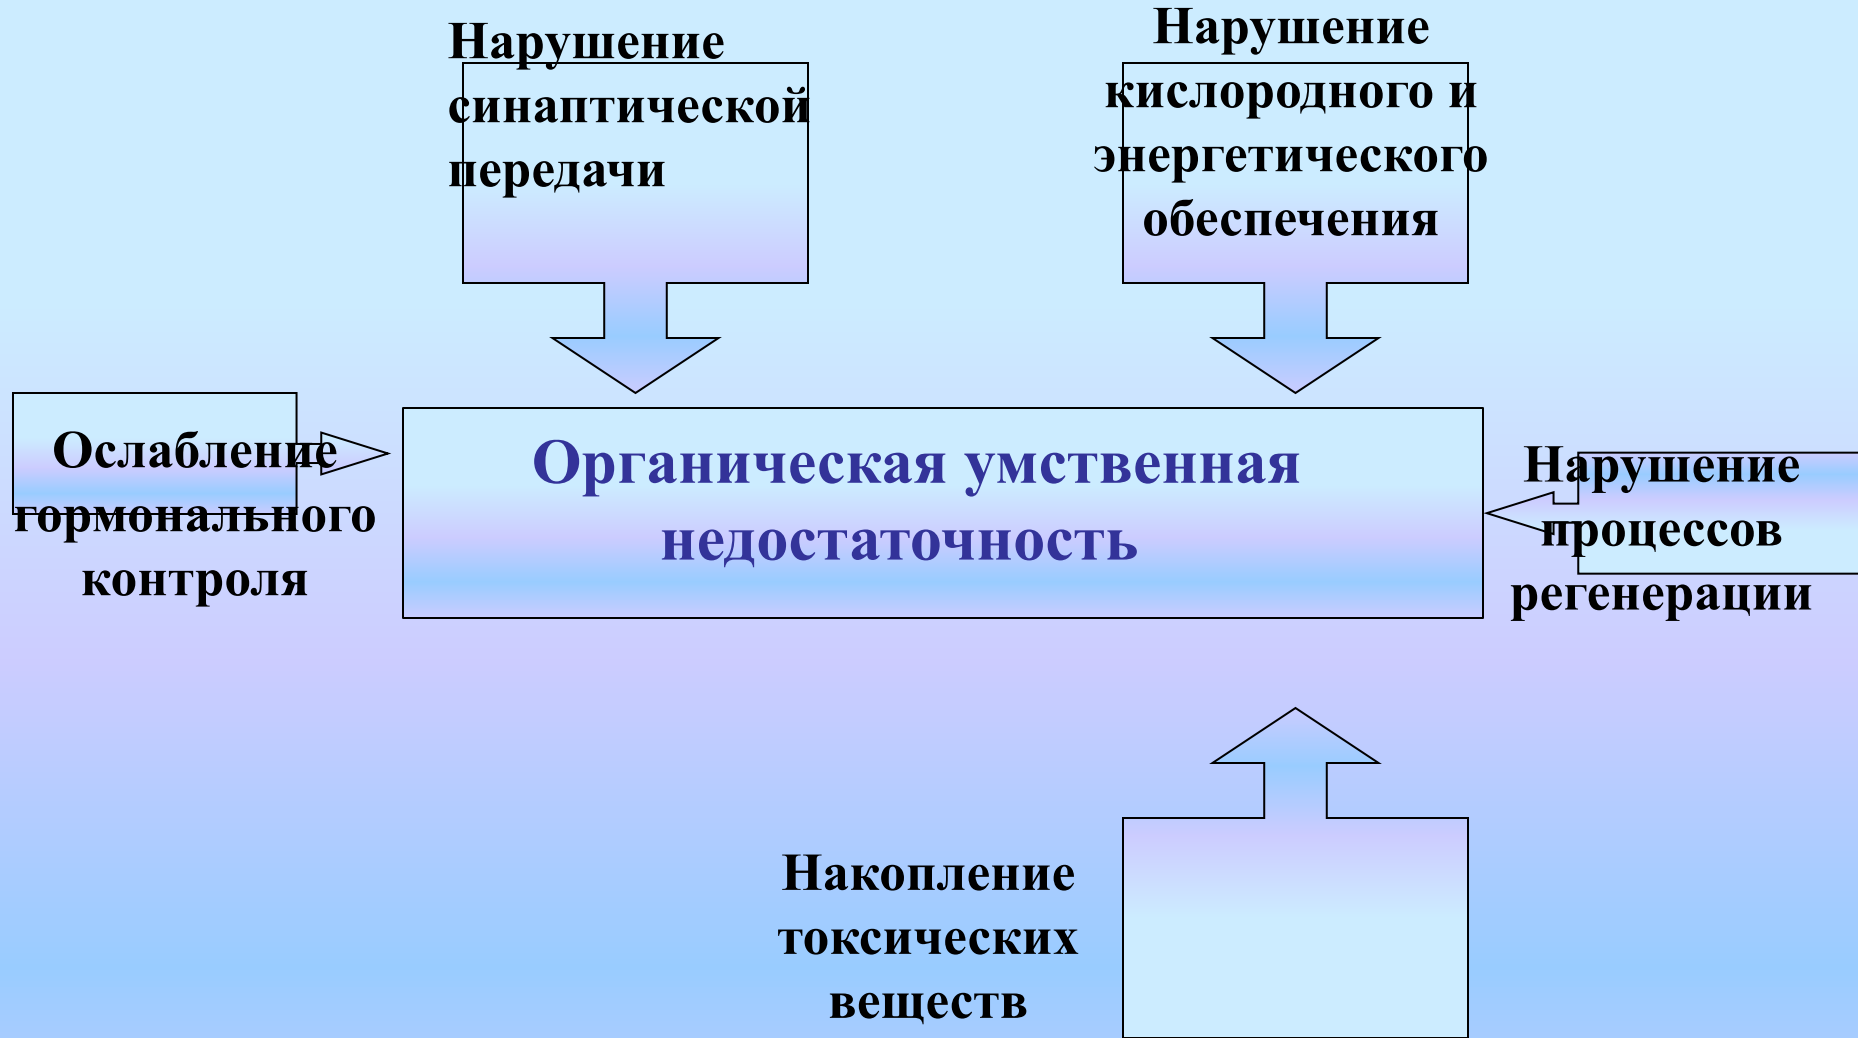 Нарушение
синаптической
передачи
Нарушение
кислородного и
энергетического
обеспечения
Ослабление
гормонального
контроля
Органическая умственная
недостаточность
Нарушение
процессов
регенерации
Накопление
токсических
веществ